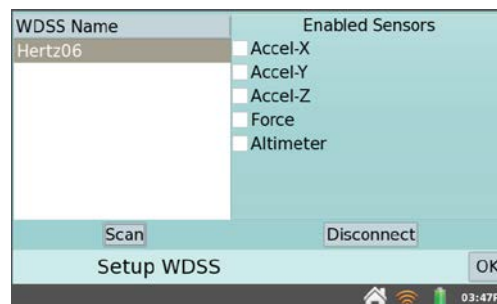 WDSS Name
Enabled Sensors
Hertz06
Accel-X
Accel-Y
Accel-Z
Force
Altimeter
Scan
Disconnect
Setup WDSS
OK